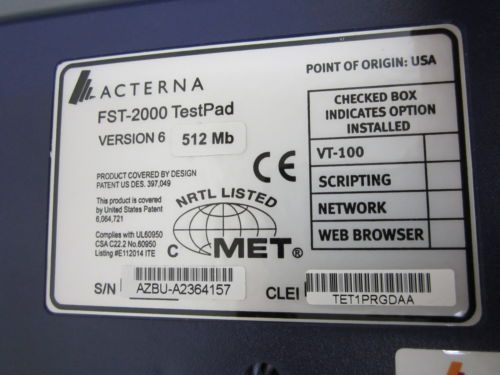 ACTERNA
POINT OF ORIGIN: USA
FST-2000 TestPad
VERSION 6 512 Mb
CHECKED BOX
INDICATES OPTION
INSTALLED
VT-100
SCRIPTING
NETWORK
WEB BROWSER
PRODUCT COVERED BY DESIGN
PATENT US DES. 397,049
This product is covered
by United States Patent
6,064,721
Complies with UL60950
CSA C22.2 No.60950
Listing #E112014 ITE
CE
NRTL LISTED
C MET®
S/N AZBU-A2364157
CLEI TET1PRGDAA